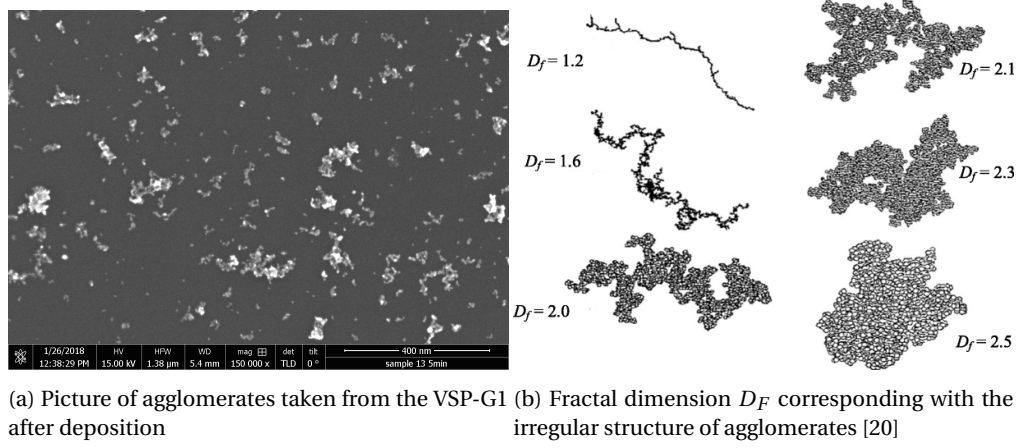 1/26/2018 HV HFW WD mag det tilt 400 nm
12:38:29 PM 15.00 kV 1.38 µm 5.4 mm 150 000 x TLD 0 ° sample 13 5min
D_f = 1.2
D_f = 1.6
D_f = 2.0
D_f = 2.1
D_f = 2.3
D_f = 2.5
(a) Picture of agglomerates taken from the VSP-G1
after deposition
(b) Fractal dimension D_F corresponding with the
irregular structure of agglomerates [20]